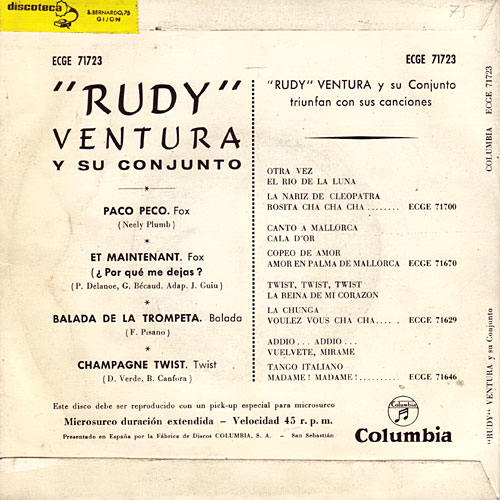 discoteca
S. BERNARDO, 75
GIJON
75
ECGE 71723
"RUDY"
VENTURA
Y SU CONJUNTO
PACO PECO. Fox
(Neely Plumb)
ET MAINTENANT. Fox
(¿Por qué me dejas?
(P. Delanoe, G. Bécaud. Adap. J. Guiu)
BALADA DE LA TROMPETA. Balada
(F. Pisano)
CHAMPAGNE TWIST. Twist
(D. Verde, B. Canfora)
ECGE 71723
"RUDY" VENTURA y su Conjunto
triunfan con sus canciones
OTRA VEZ
EL RIO DE LA LUNA
LA NARIZ DE CLEOPATRA
ROSITA CHA CHA CHA ........ ECGE 71700
CANTO A MALLORCA
CALA D'OR
COPEO DE AMOR
AMOR EN PALMA DE MALLORCA ECGE 71670
TWIST, TWIST, TWIST
LA REINA DE MI CORAZON
LA CHUNGA
VOULEZ VOUS CHA CHA.... . ECGE 71629
ADDIO... ADDIO...
VUELVETE, MIRAME
TANGO ITALIANO
MADAME! MADAME!.......... ECGE 71646
Este disco debe ser reproducido con un pick-up especial para microsurco
Microsurco duración extendida – Velocidad 45 r. p. m.
Presentado en España por la Fábrica de Discos COLUMBIA, S. A. – San Sebastián
Columbia
"RUDY" VENTURA y su Conjunto
COLUMBIA
ECGE 71723